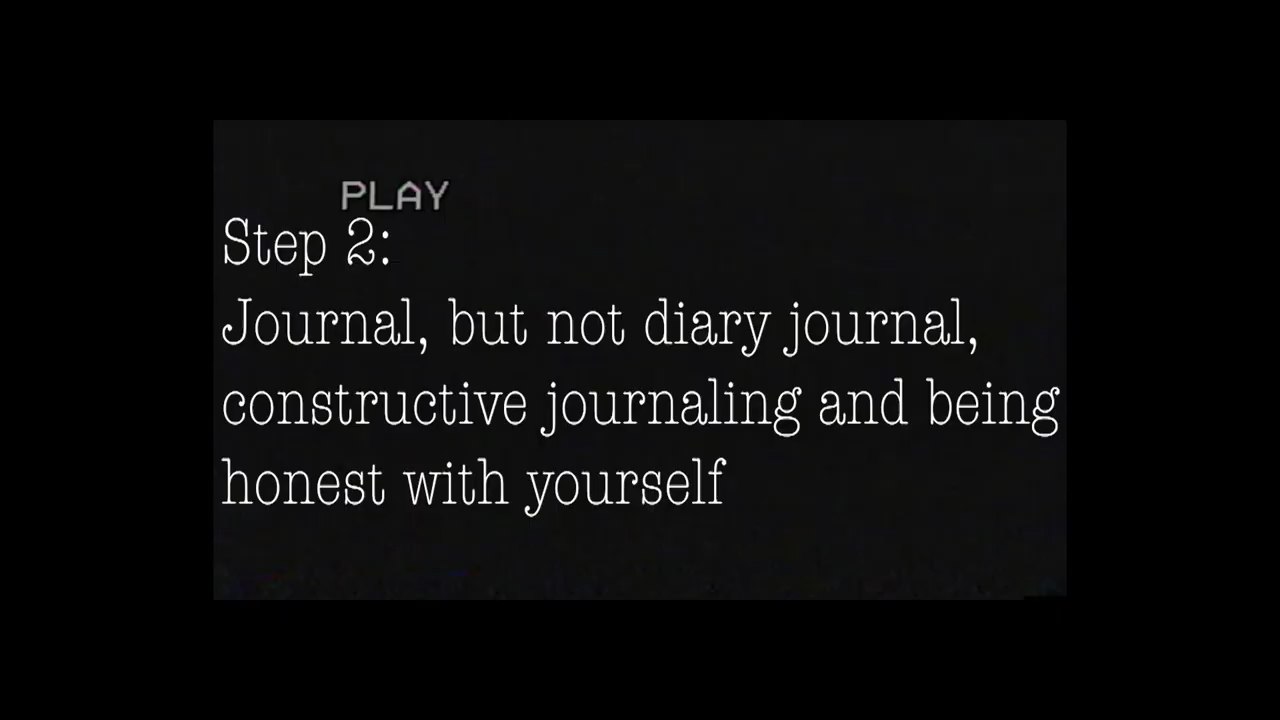 PLAY
Step 2:
Journal, but not diary journal,
constructive journaling and being
honest with yourself